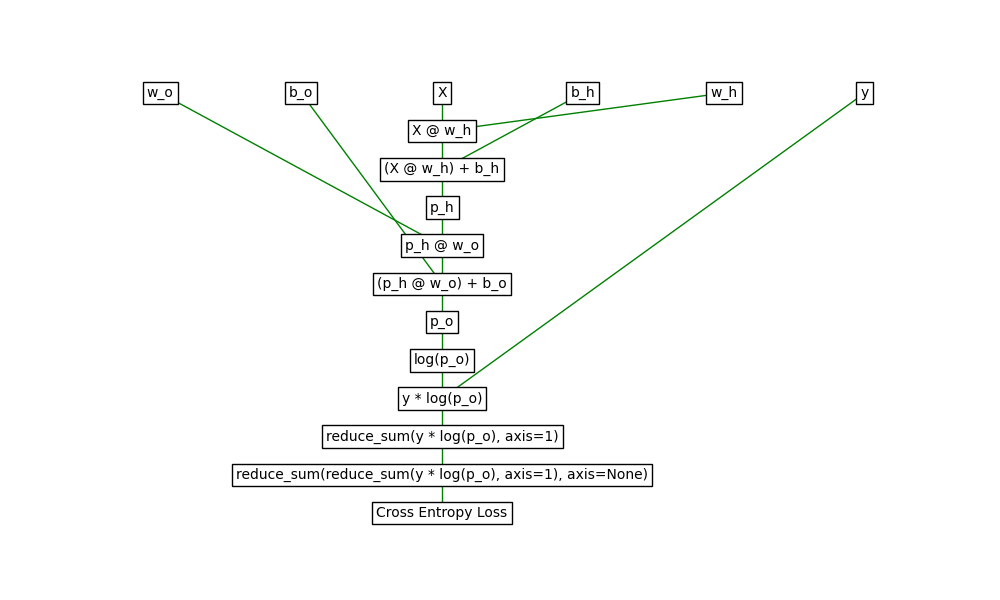 w_o
b_o
X
b_h
w_h
y
X @ w_h
(X @ w_h) + b_h
p_h
p_h @ w_o
(p_h @ w_o) + b_o
p_o
log(p_o)
y * log(p_o)
reduce_sum(y * log(p_o), axis=1)
reduce_sum(reduce_sum(y * log(p_o), axis=1), axis=None)
Cross Entropy Loss